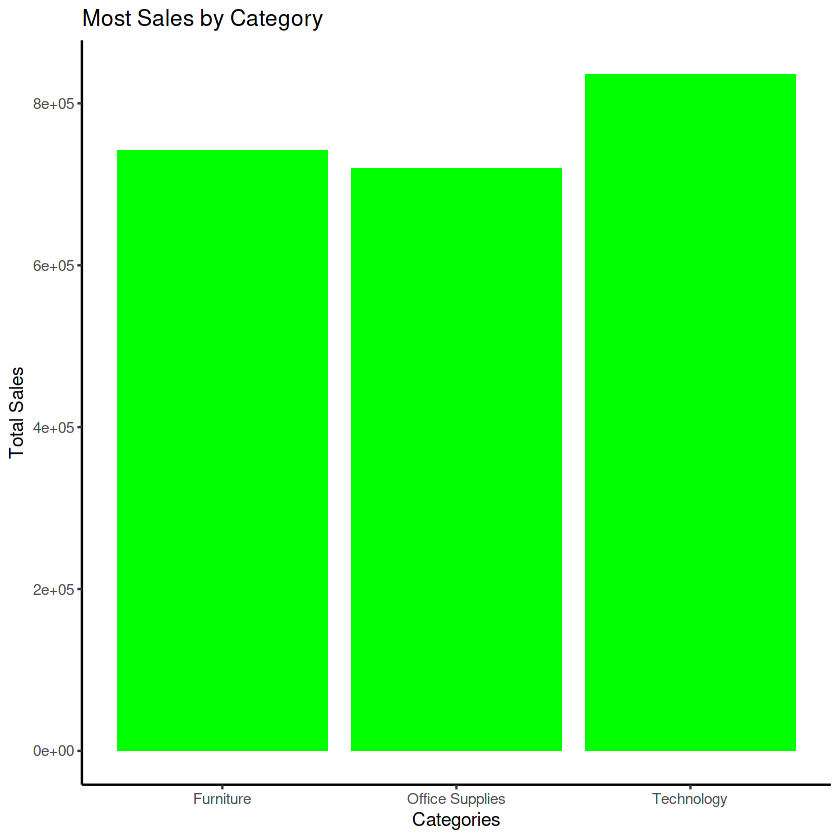 Most Sales by Category
Total Sales
8e+05
6e+05
4e+05
2e+05
0e+00
Furniture
Office Supplies
Technology
Categories